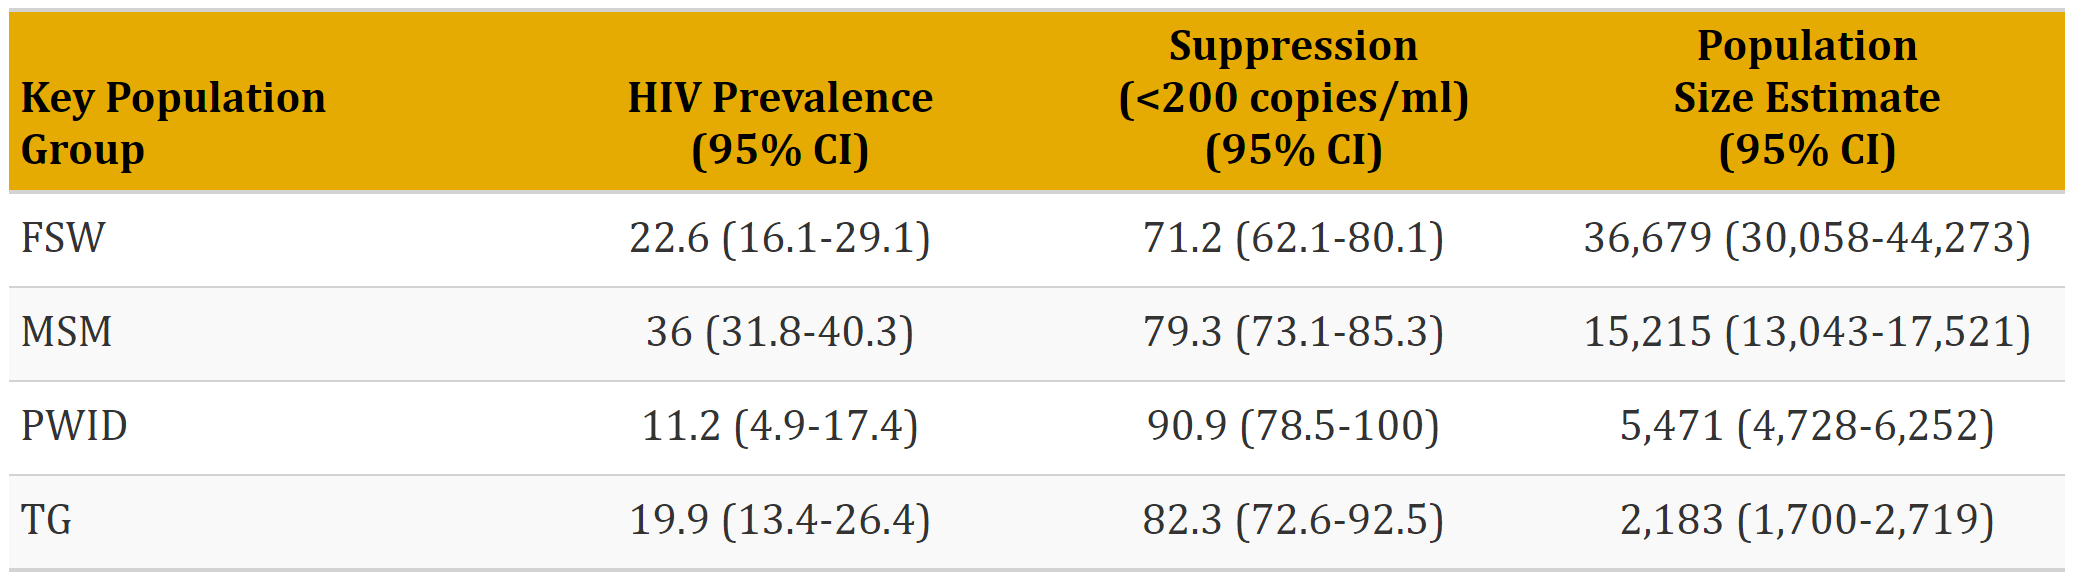 Key Population
Group
HIV Prevalence
(95% CI)
Suppression
(<200 copies/ml)
(95% CI)
Population
Size Estimate
(95% CI)
FSW 22.6 (16.1-29.1) 71.2 (62.1-80.1) 36,679 (30,058-44,273)
MSM 36 (31.8-40.3) 79.3 (73.1-85.3) 15,215 (13,043-17,521)
PWID 11.2 (4.9-17.4) 90.9 (78.5-100) 5,471 (4,728-6,252)
TG 19.9 (13.4-26.4) 82.3 (72.6-92.5) 2,183 (1,700-2,719)